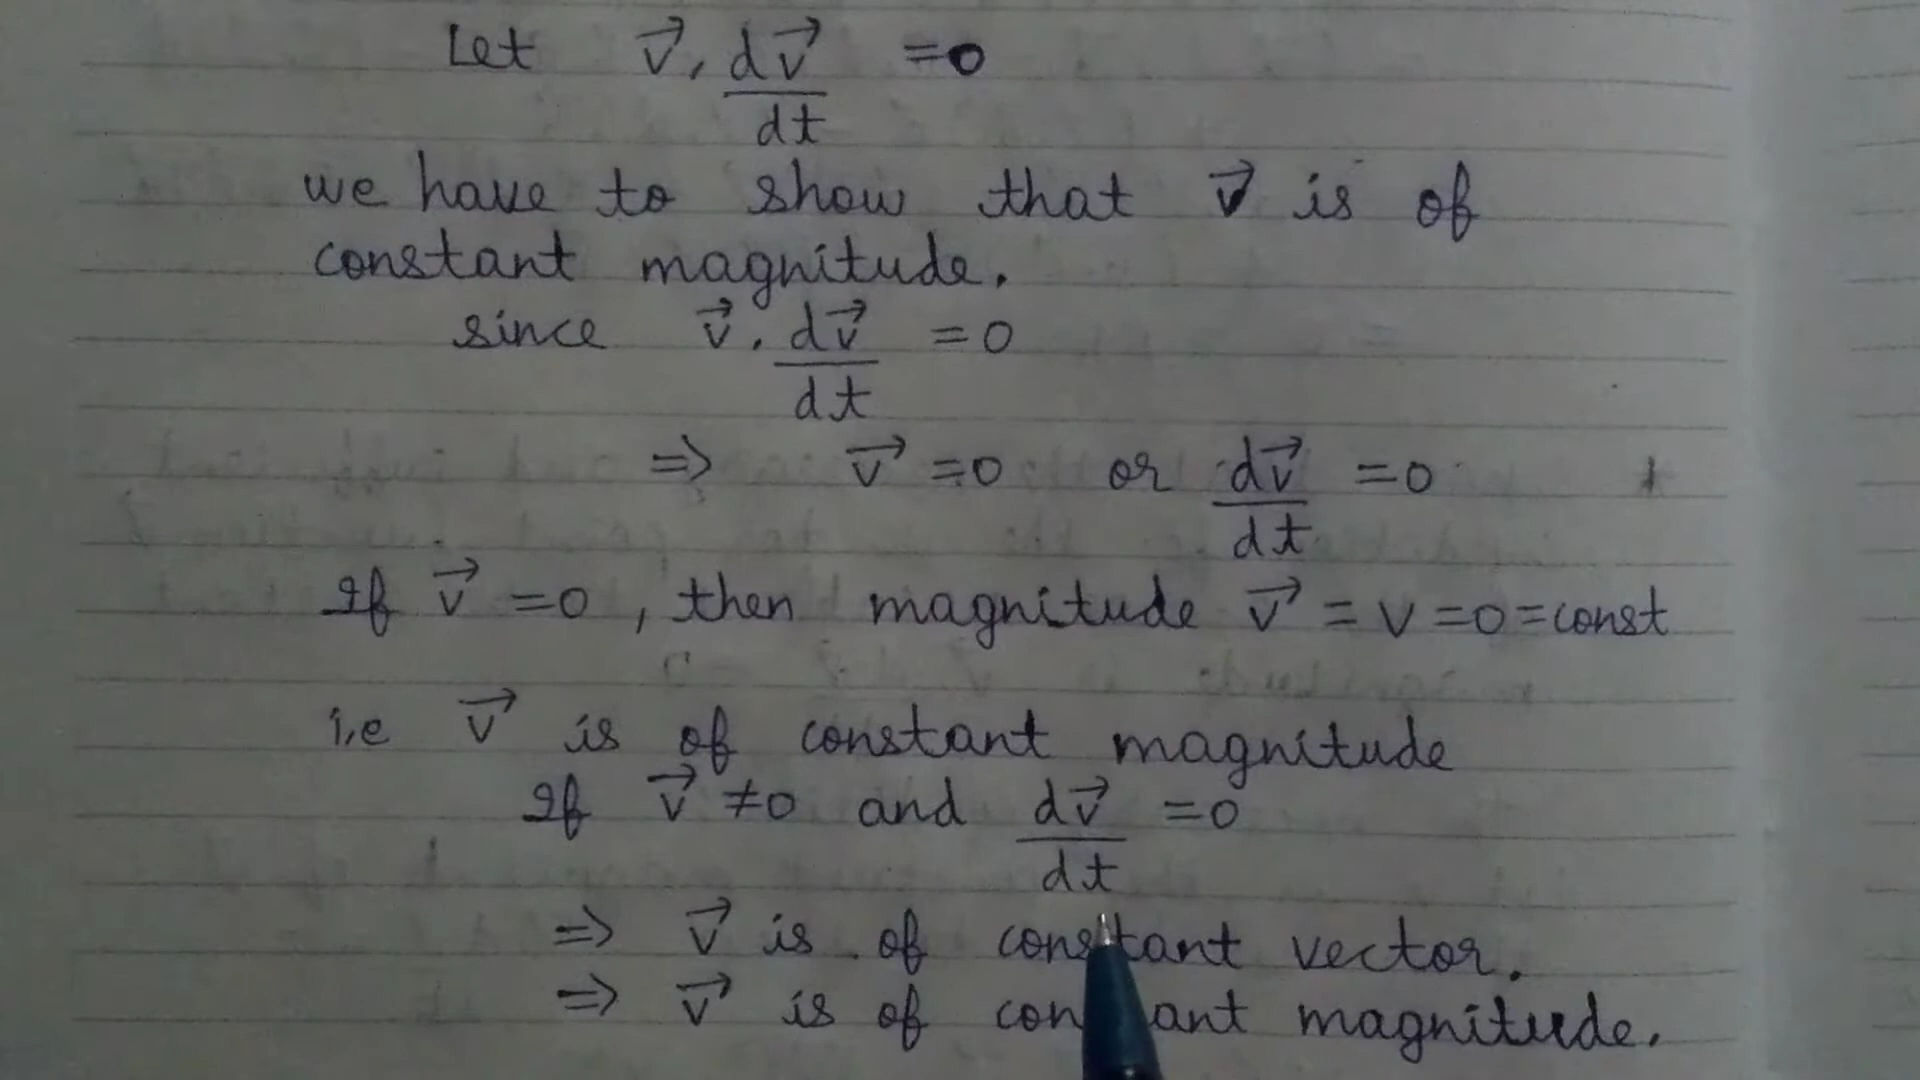 Let v⃗ . dv⃗/dt = 0
we have to show that v⃗ is of
constant magnitude.
since v⃗ . dv⃗/dt = 0
=> v⃗ = 0 or dv⃗/dt = 0
If v⃗ = 0 , then magnitude v⃗ = v = 0 = const
i.e v⃗ is of constant magnitude
If v⃗ ≠ 0 and dv⃗/dt = 0
=> v⃗ is of constant vector.
=> v⃗ is of constant magnitude.